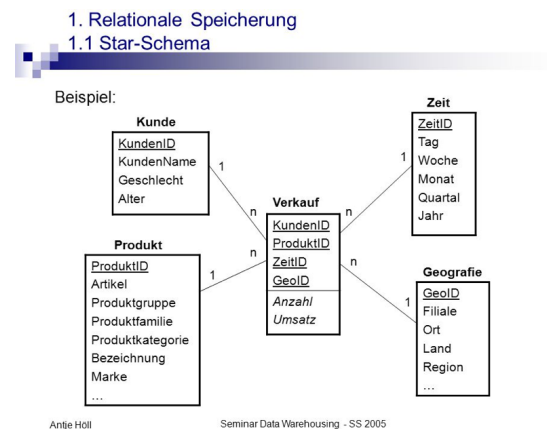 1. Relationale Speicherung
1.1 Star-Schema
Beispiel:
Kunde
KundenID
KundenName
Geschlecht
Alter
1
n
Zeit
ZeitID
Tag
Woche
Monat
Quartal
Jahr
1
n
Verkauf
KundenID
ProduktID
ZeitID
GeoID
Anzahl
Umsatz
Produkt
ProduktID
Artikel
Produktgruppe
Produktfamilie
Produktkategorie
Bezeichnung
Marke
...
1
n
Geografie
GeoID
Filiale
Ort
Land
Region
...
1
n
Antje Höll
Seminar Data Warehousing - SS 2005